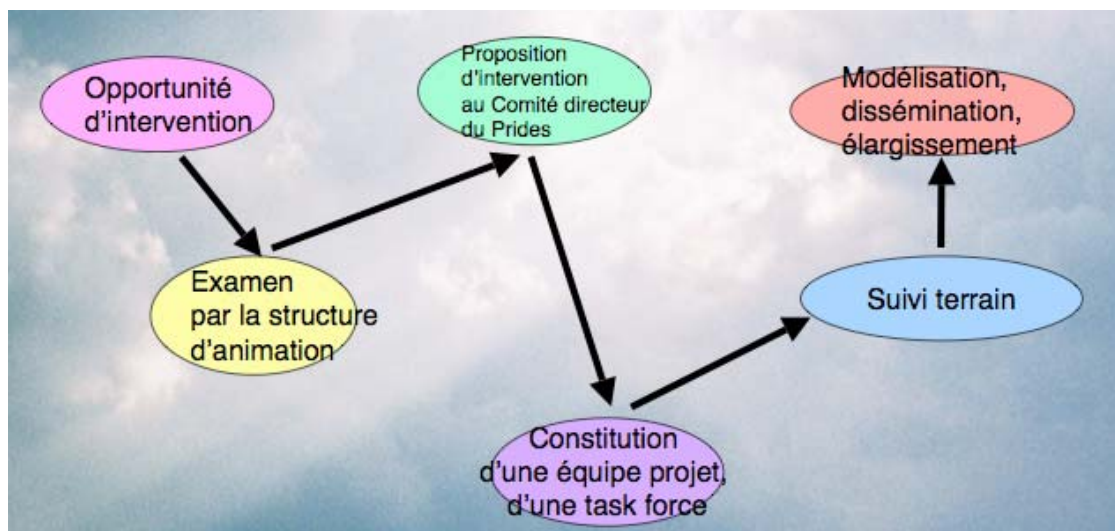 Opportunité
d'intervention
Examen
par la structure
d'animation
Proposition
d'intervention
au Comité directeur
du Prides
Constitution
d'une équipe projet,
d'une task force
Suivi terrain
Modélisation,
dissémination,
élargissement